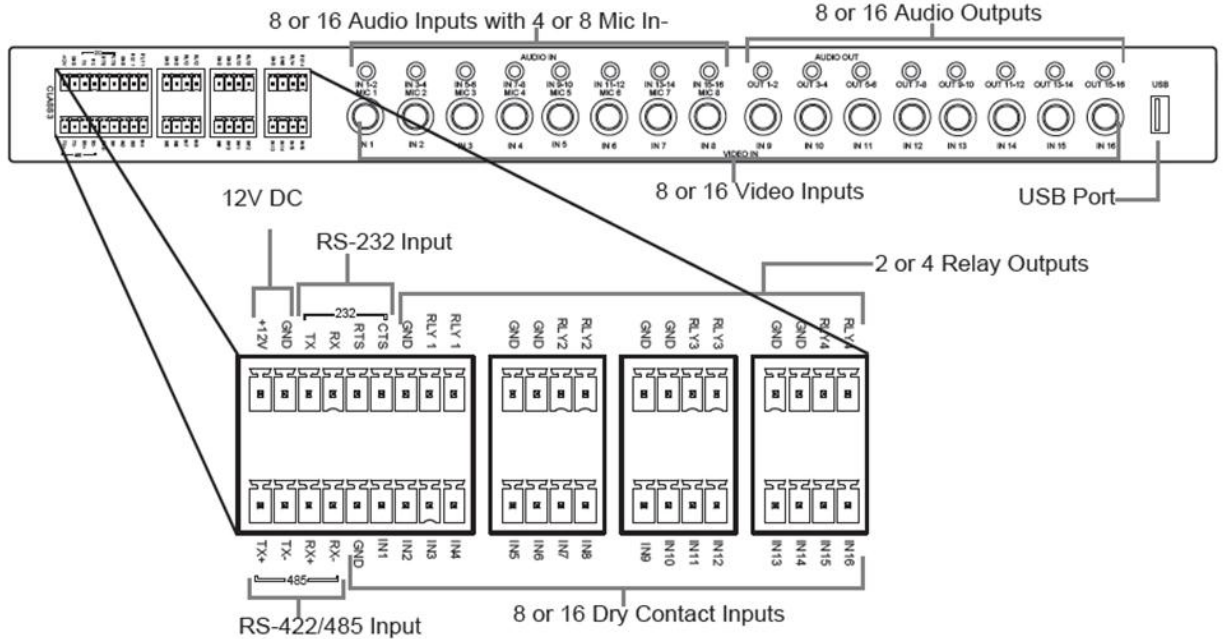 8 or 16 Audio Inputs with 4 or 8 Mic In-
8 or 16 Audio Outputs
AUDIO IN
AUDIO OUT
IN 1-2 IN 3-4 IN 5-6 IN 7-8 IN 9-10 IN 11-12 IN 13-14 IN 15-16
MIC 1 MIC 2 MIC 3 MIC 4 MIC 5 MIC 6 MIC 7 MIC 8
OUT 1-2 OUT 3-4 OUT 5-6 OUT 7-8 OUT 9-10 OUT 11-12 OUT 13-14 OUT 15-16
USB
CLASS 2
IN 1 IN 2 IN 3 IN 4 IN 5 IN 6 IN 7 IN 8 IN 9 IN 10 IN 11 IN 12 IN 13 IN 14 IN 15 IN 16
VIDEO IN
8 or 16 Video Inputs
USB Port
12V DC
RS-232 Input
2 or 4 Relay Outputs
232
+12V GND TX RX RTS CTS GND RLY 1 RLY 1
GND GND RLY2 RLY2
GND GND RLY3 RLY3
GND GND RLY4 RLY4
TX+ TX- RX+ RX- GND IN1 IN2 IN3 IN4
IN5 IN6 IN7 IN8
IN9 IN10 IN11 IN12
IN13 IN14 IN15 IN16
485
RS-422/485 Input
8 or 16 Dry Contact Inputs